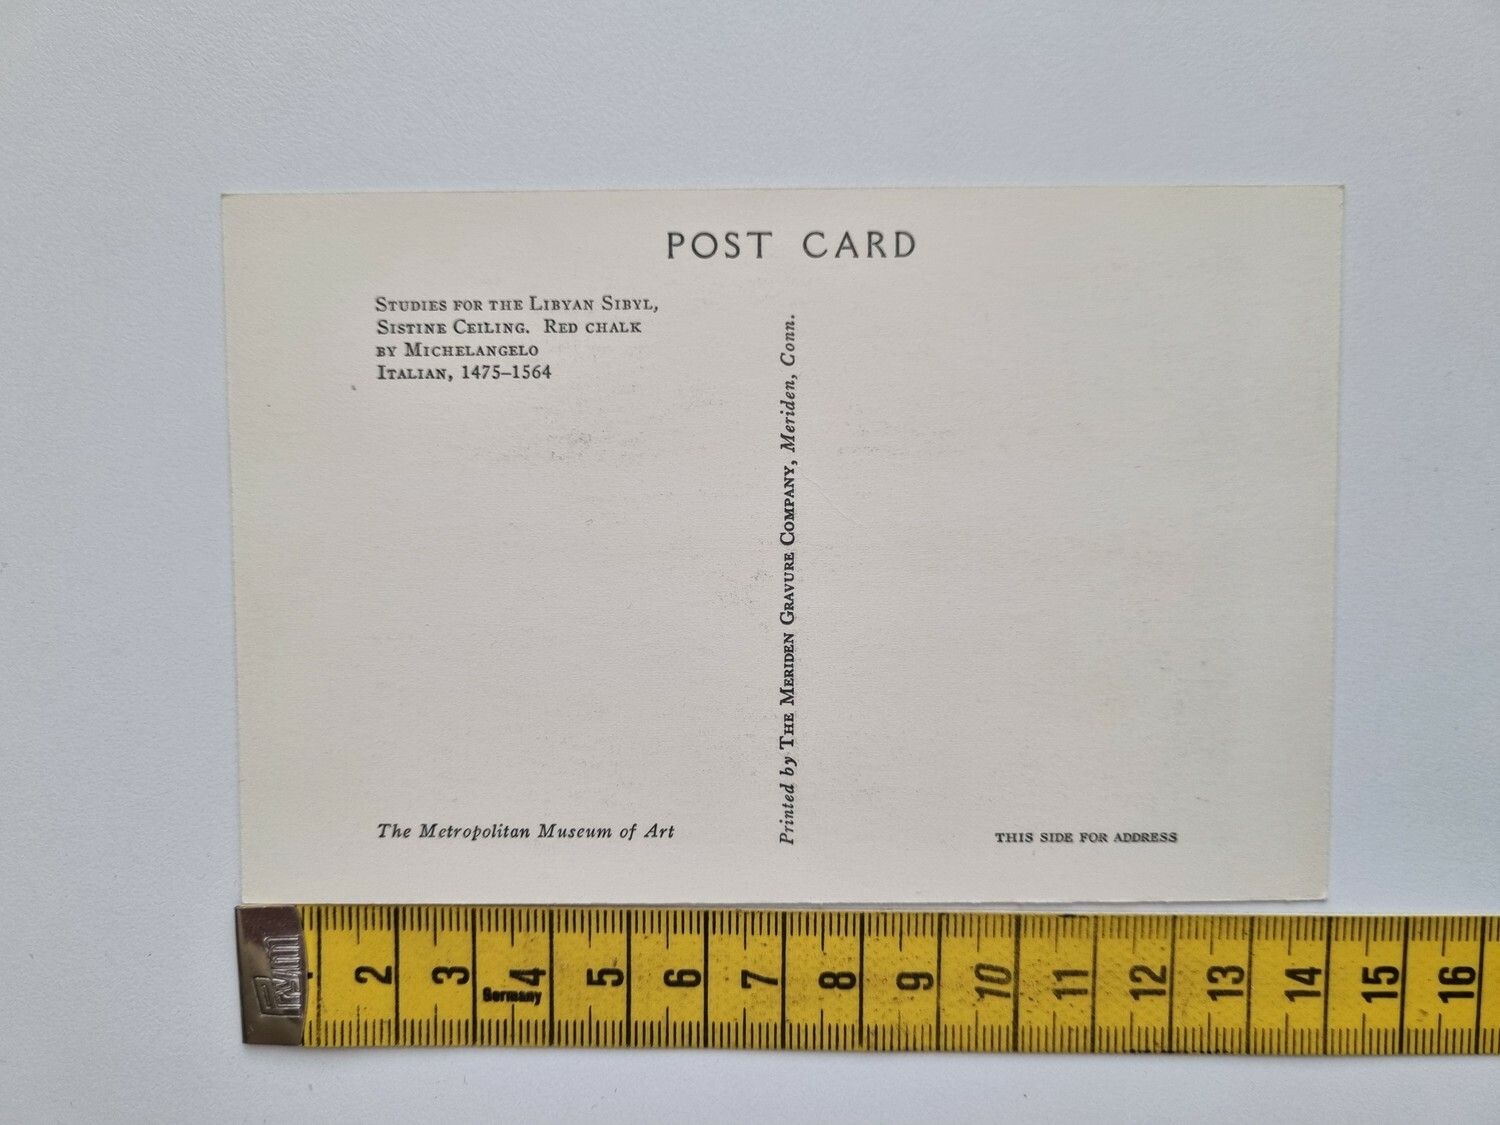 POST CARD
STUDIES FOR THE LIBYAN SIBYL,
SISTINE CEILING. RED CHALK
BY MICHELANGELO
ITALIAN, 1475–1564
Printed by THE MERIDEN GRAVURE COMPANY, Meriden, Conn.
The Metropolitan Museum of Art
THIS SIDE FOR ADDRESS
2 3 4 5 6 7 8 9 10 11 12 13 14 15 16
Germany